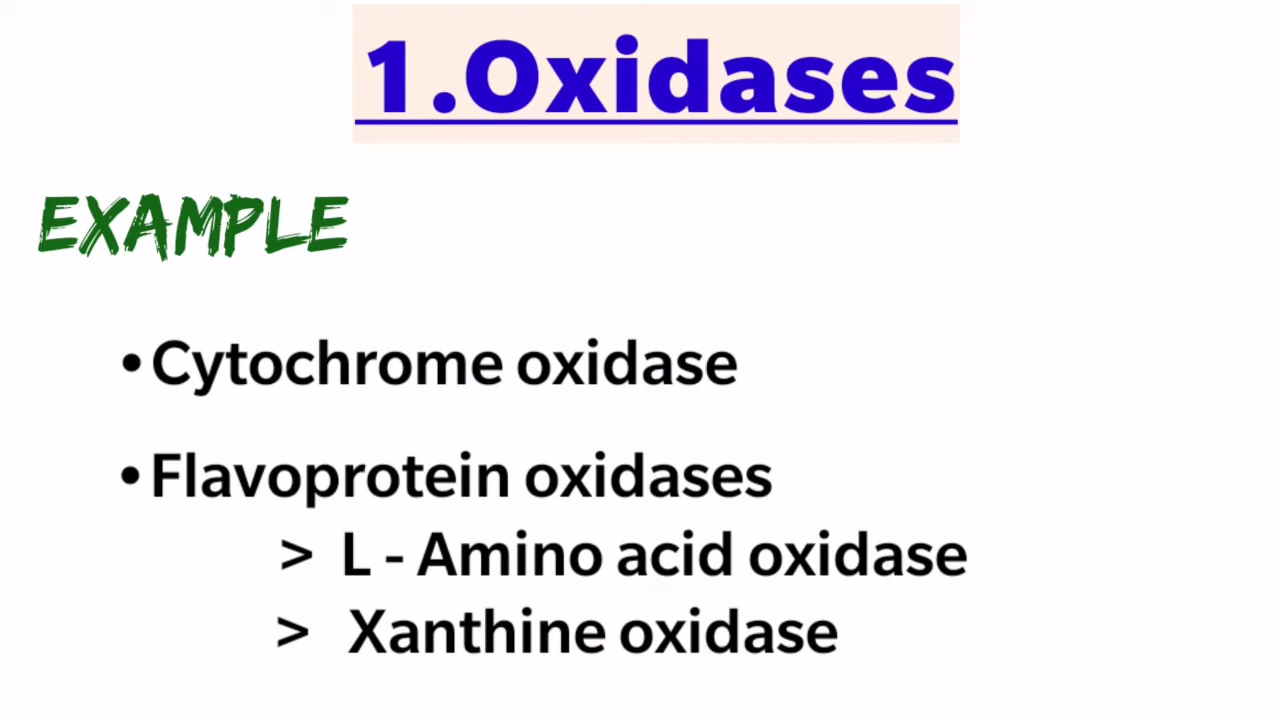 1.Oxidases
EXAMPLE
• Cytochrome oxidase
• Flavoprotein oxidases
> L - Amino acid oxidase
> Xanthine oxidase